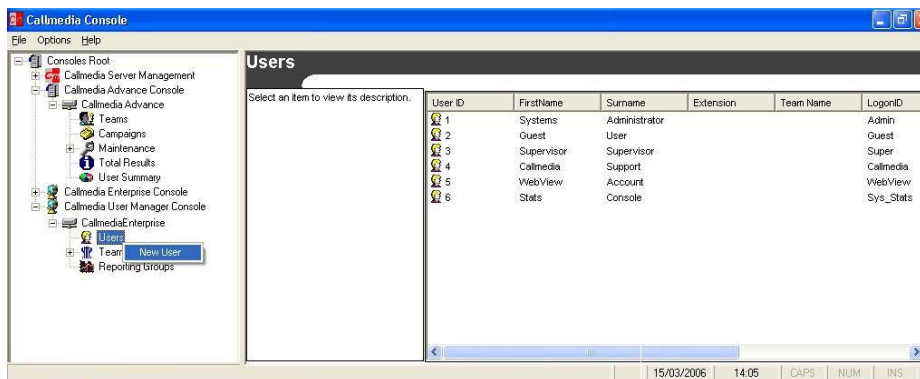 Callmedia Console
File Options Help
Consoles Root
Callmedia Server Management
Callmedia Advance Console
Callmedia Advance
Teams
Campaigns
Maintenance
Total Results
User Summary
Callmedia Enterprise Console
Callmedia User Manager Console
CallmediaEnterprise
Users
Team
New User
Reporting Groups
Users
Select an item to view its description.
User ID FirstName Surname Extension Team Name LogonID
1 Systems Administrator Admin
2 Guest User Guest
3 Supervisor Supervisor Super
4 Callmedia Support Callmedia
5 WebView Account WebView
6 Stats Console Sys_Stats
15/03/2006 14:05 CAPS NUM INS